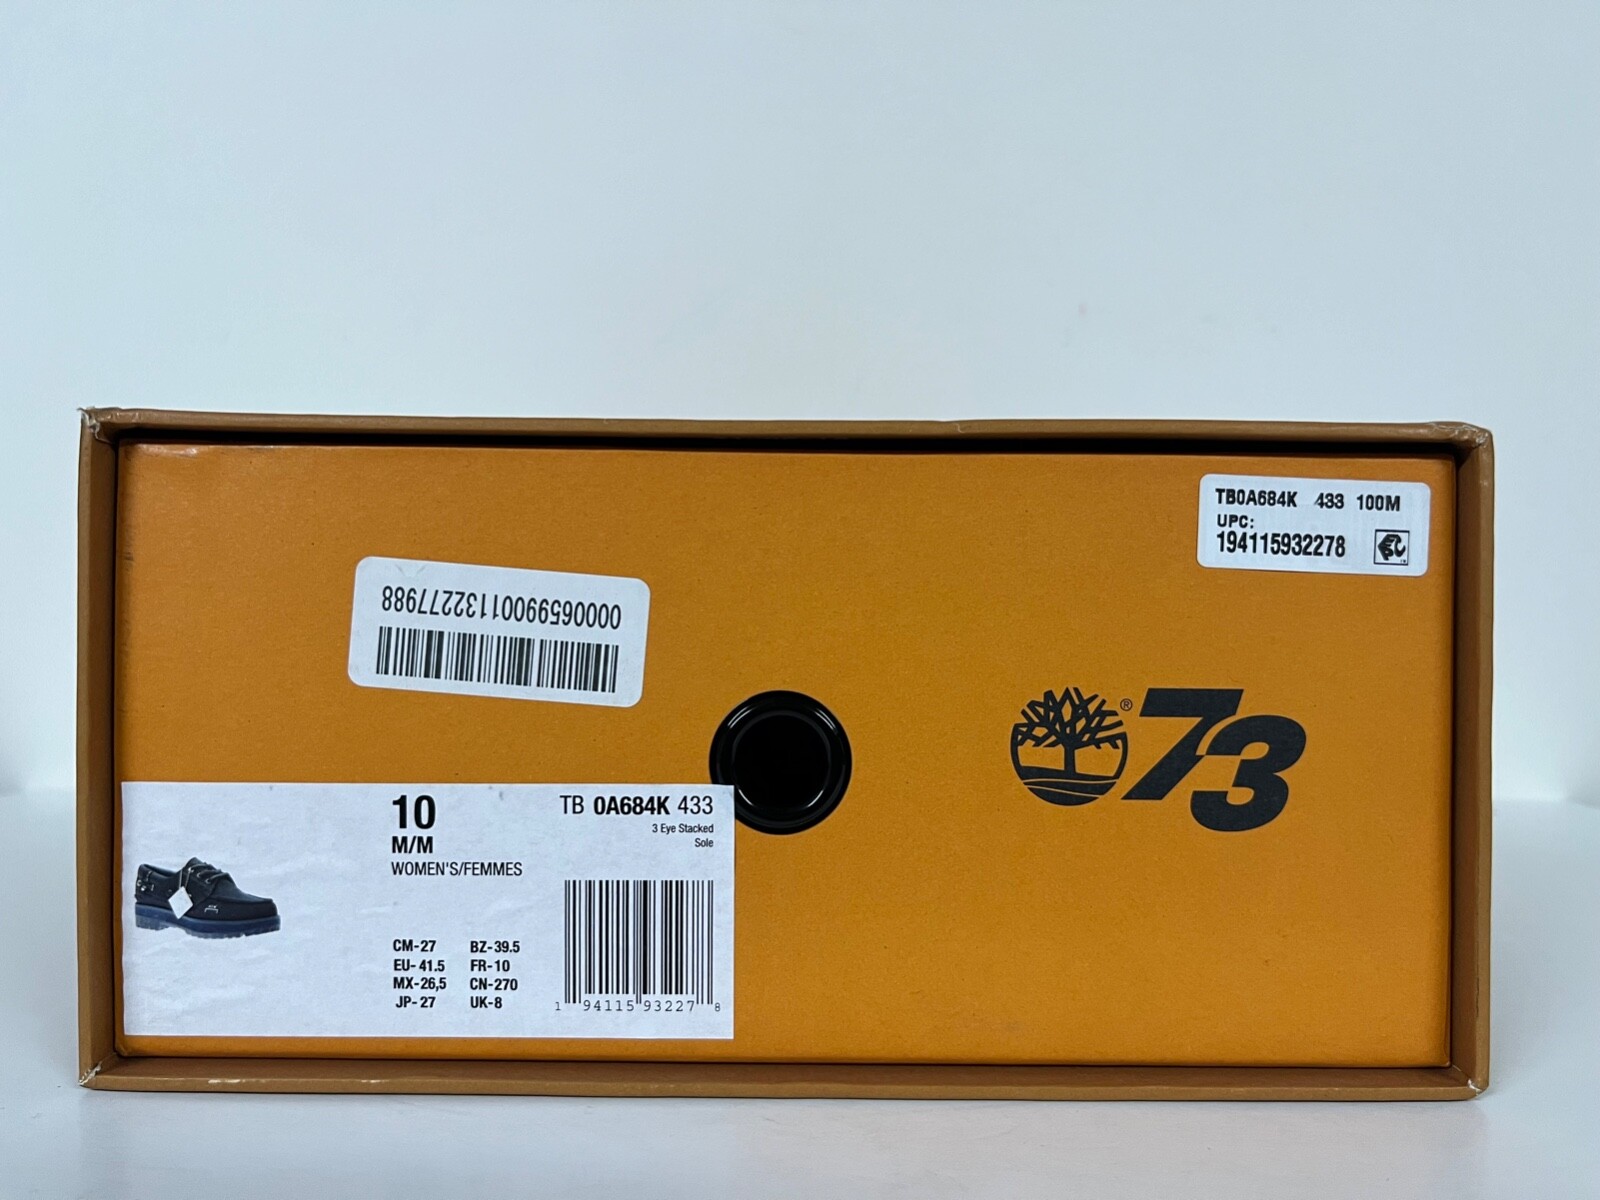 TB0A684K 433 100M
UPC:
194115932278
00006599001132277988
® 73
10
M/M
WOMEN'S/FEMMES
TB 0A684K 433
3 Eye Stacked
Sole
CM-27 BZ-39.5
EU-41.5 FR-10
MX-26,5 CN-270
JP-27 UK-8
1 94115 93227 8